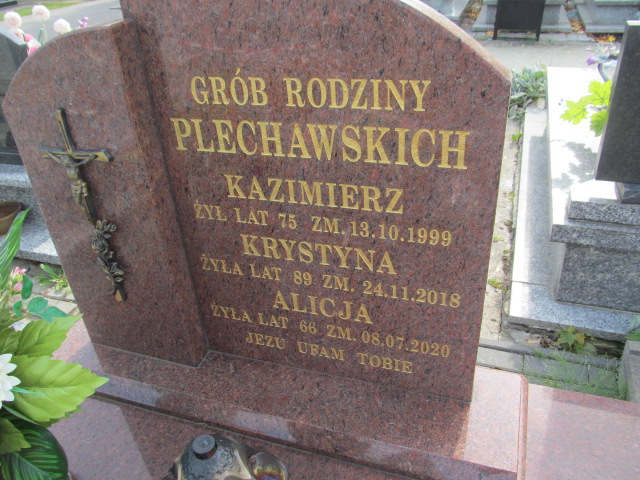 GRÓB RODZINY
PLECHAWSKICH
KAZIMIERZ
ŻYŁ LAT 75 ZM. 13.10.1999
KRYSTYNA
ŻYŁA LAT 89 ZM. 24.11.2018
ALICJA
ŻYŁA LAT 66 ZM. 08.07.2020
JEZU UFAM TOBIE